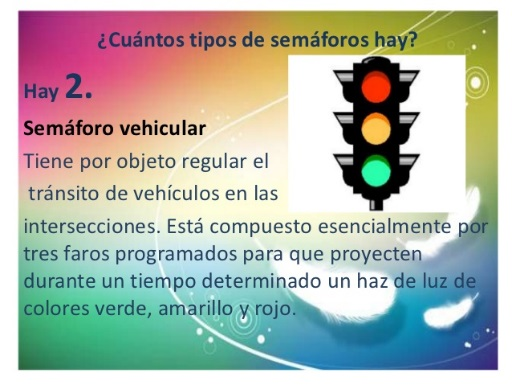 ¿Cuántos tipos de semáforos hay?
Hay 2.
Semáforo vehicular
Tiene por objeto regular el
tránsito de vehículos en las
intersecciones. Está compuesto esencialmente por
tres faros programados para que proyecten
durante un tiempo determinado un haz de luz de
colores verde, amarillo y rojo.